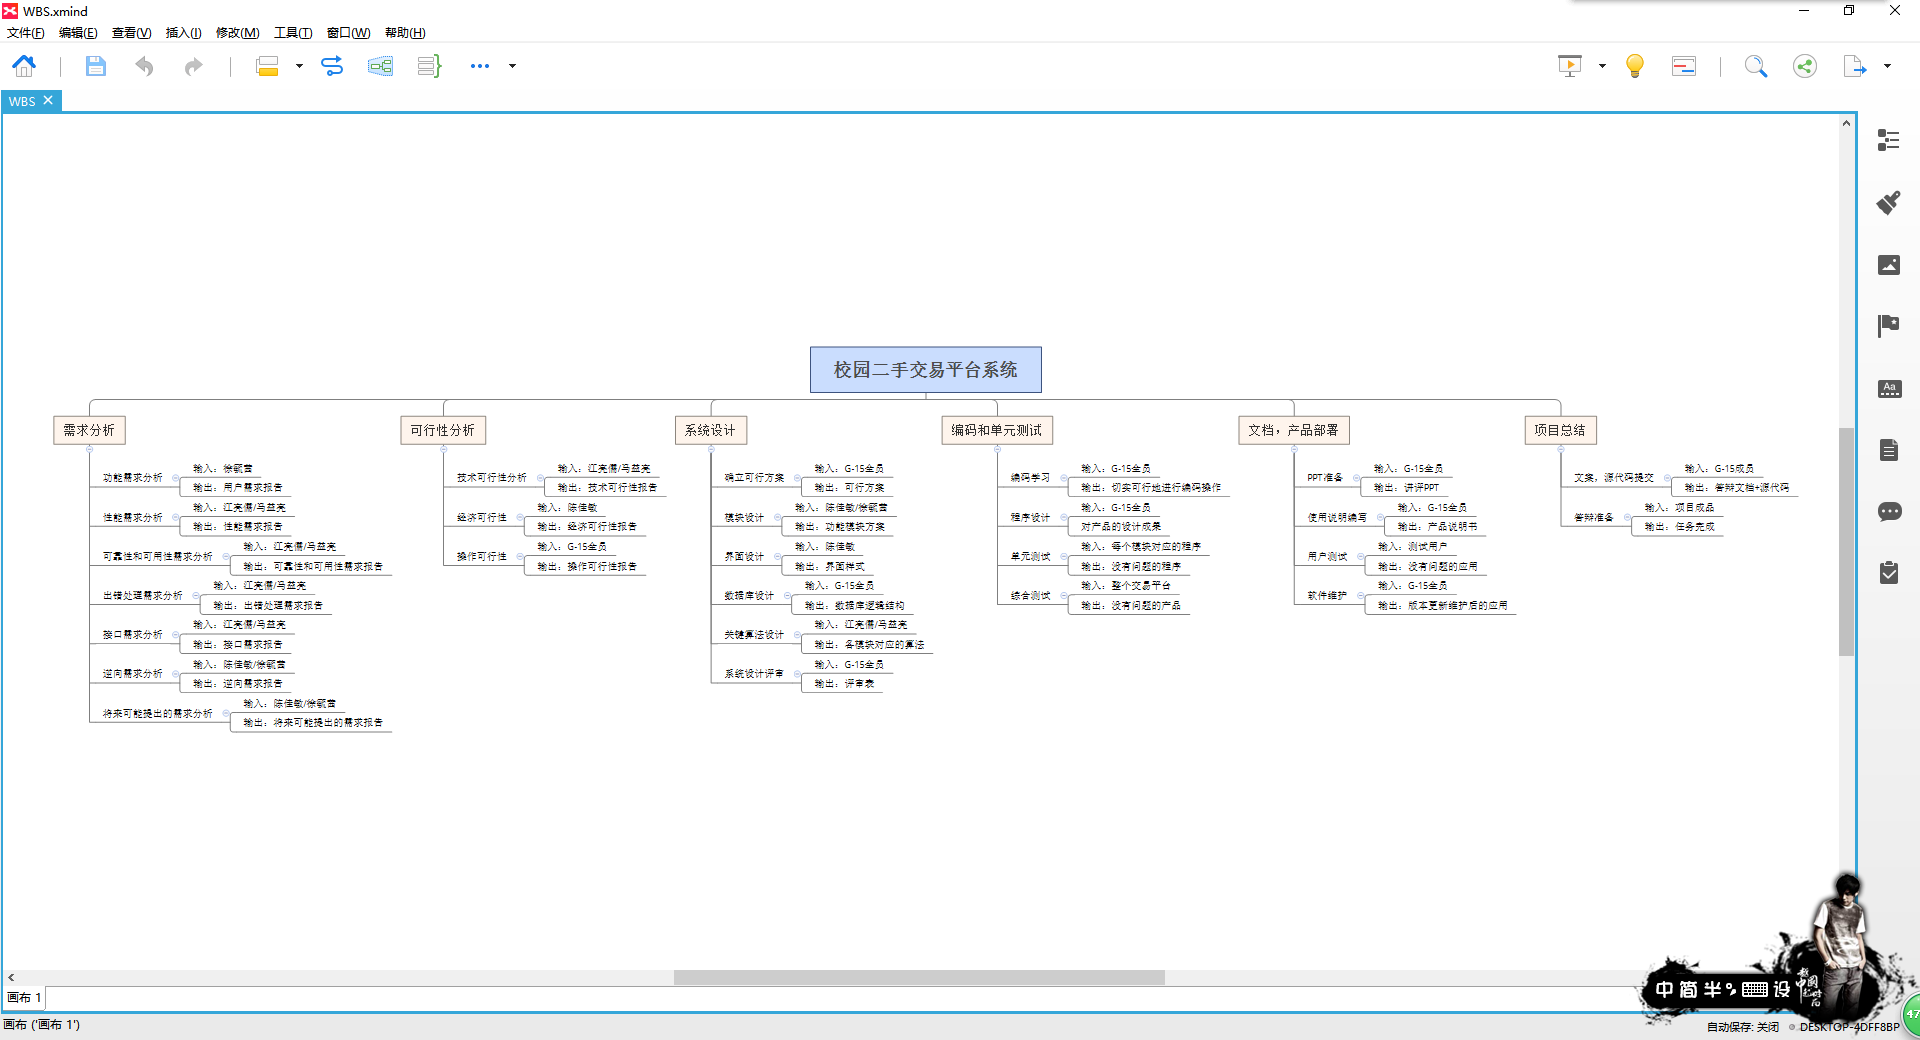 WBS.xmind
文件(F) 编辑(E) 查看(V) 插入(I) 修改(M) 工具(T) 窗口(W) 帮助(H)
WBS
校园二手交易平台系统
需求分析
功能需求分析
输入：徐毓茜
输出：用户需求报告
性能需求分析
输入：江亮儒/马益亮
输出：性能需求报告
可靠性和可用性需求分析
输入：江亮儒/马益亮
输出：可靠性和可用性需求报告
出错处理需求分析
输入：江亮儒/马益亮
输出：出错处理需求报告
接口需求分析
输入：江亮儒/马益亮
输出：接口需求报告
逆向需求分析
输入：陈佳敏/徐毓茜
输出：逆向需求报告
将来可能提出的需求分析
输入：陈佳敏/徐毓茜
输出：将来可能提出的需求报告
可行性分析
技术可行性分析
输入：江亮儒/马益亮
输出：技术可行性报告
经济可行性
输入：陈佳敏
输出：经济可行性报告
操作可行性
输入：G-15全员
输出：操作可行性报告
系统设计
确立可行方案
输入：G-15全员
输出：可行方案
模块设计
输入：陈佳敏/徐毓茜
输出：功能模块方案
界面设计
输入：陈佳敏
输出：界面样式
数据库设计
输入：G-15全员
输出：数据库逻辑结构
关键算法设计
输入：江亮儒/马益亮
输出：各模块对应的算法
系统设计评审
输入：G-15全员
输出：评审表
编码和单元测试
编码学习
输入：G-15全员
输出：切实可行地进行编码操作
程序设计
输入：G-15全员
对产品的设计成果
单元测试
输入：每个模块对应的程序
输出：没有问题的程序
综合测试
输入：整个交易平台
输出：没有问题的产品
文档，产品部署
PPT准备
输入：G-15全员
输出：讲评PPT
使用说明编写
输入：G-15全员
输出：产品说明书
用户测试
输入：测试用户
输出：没有问题的应用
软件维护
输入：G-15全员
输出：版本更新维护后的应用
项目总结
文案，源代码提交
输入：G-15成员
输出：答辩文档+源代码
答辩准备
输入：项目成品
输出：任务完成
Aa
画布 1
中 简 半 设
画布 ('画布 1')
自动保存: 关闭 DESKTOP-4DFF8BP
47